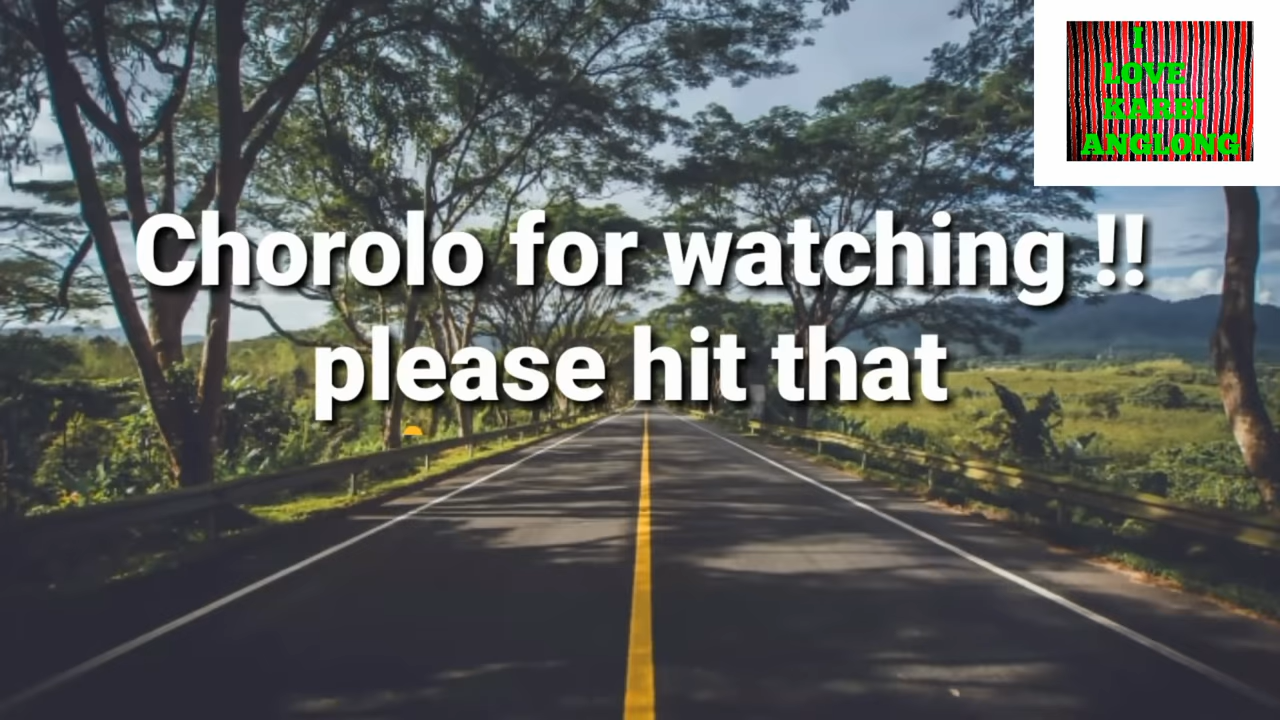 I
LOVE
KARBI
ANGLONG
Chorolo for watching !!
please hit that